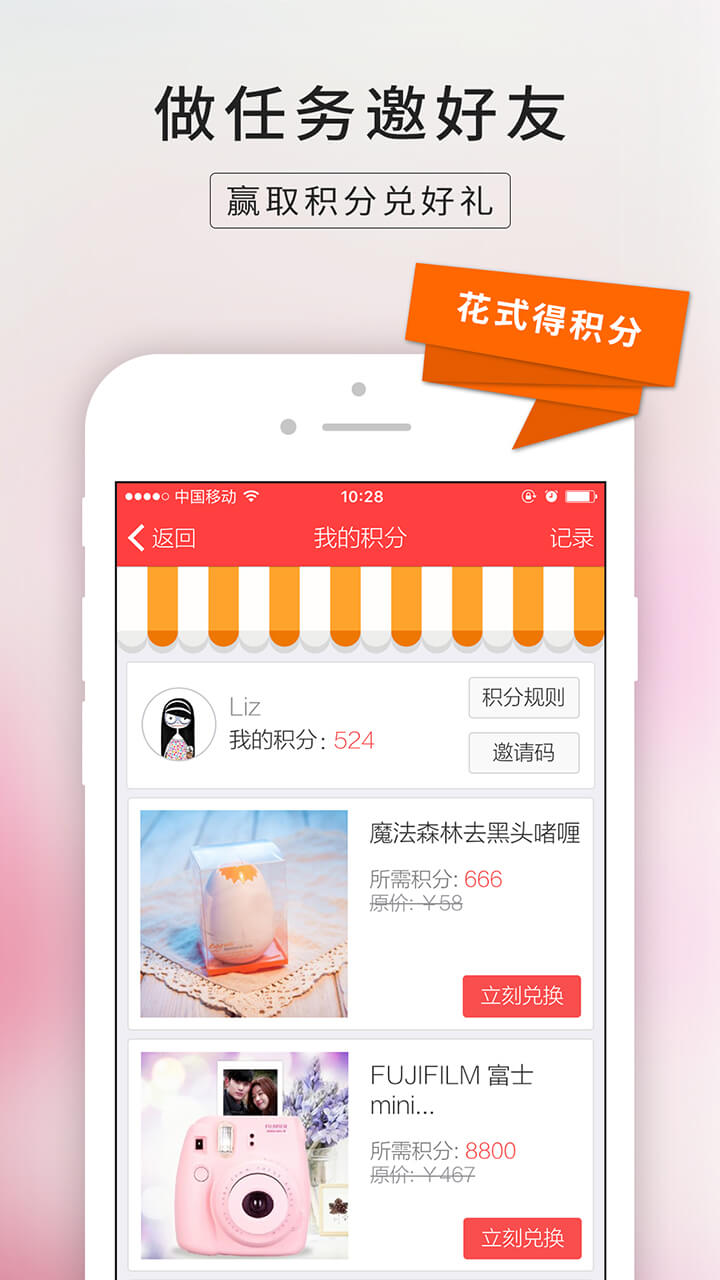 做任务邀好友
赢取积分兑好礼
花式得积分
中国移动
10:28
返回
我的积分
记录
Liz
我的积分: 524
积分规则
邀请码
魔法森林去黑头啫喱
所需积分: 666
原价: ￥58
立刻兑换
FUJIFILM
FUJIFILM 富士
mini...
所需积分: 8800
原价: ￥467
立刻兑换